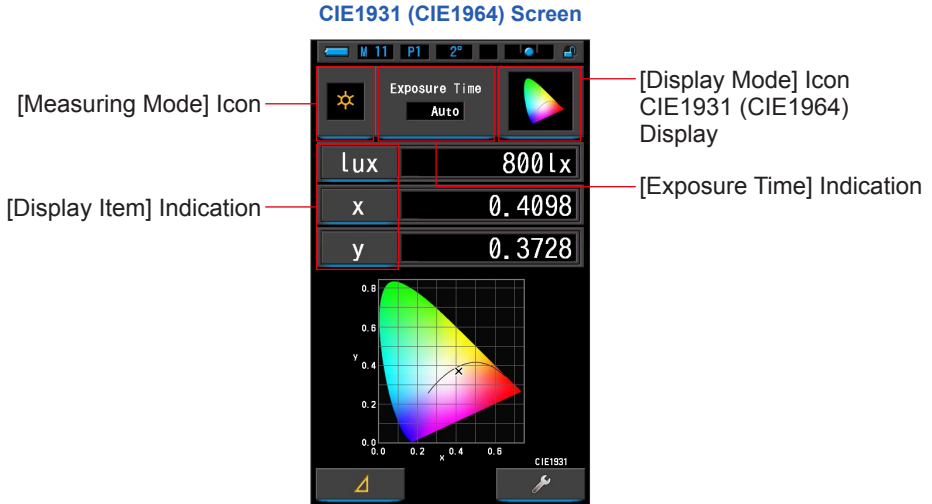 CIE1931 (CIE1964) Screen
M 11 P1 2°
[Measuring Mode] Icon
Exposure Time
Auto
[Display Mode] Icon
CIE1931 (CIE1964)
Display
lux 800lx
[Exposure Time] Indication
[Display Item] Indication
x 0.4098
y 0.3728
0.8
0.6
y
0.4
0.2
0.0
0.0 0.2 x 0.4 0.6
CIE1931